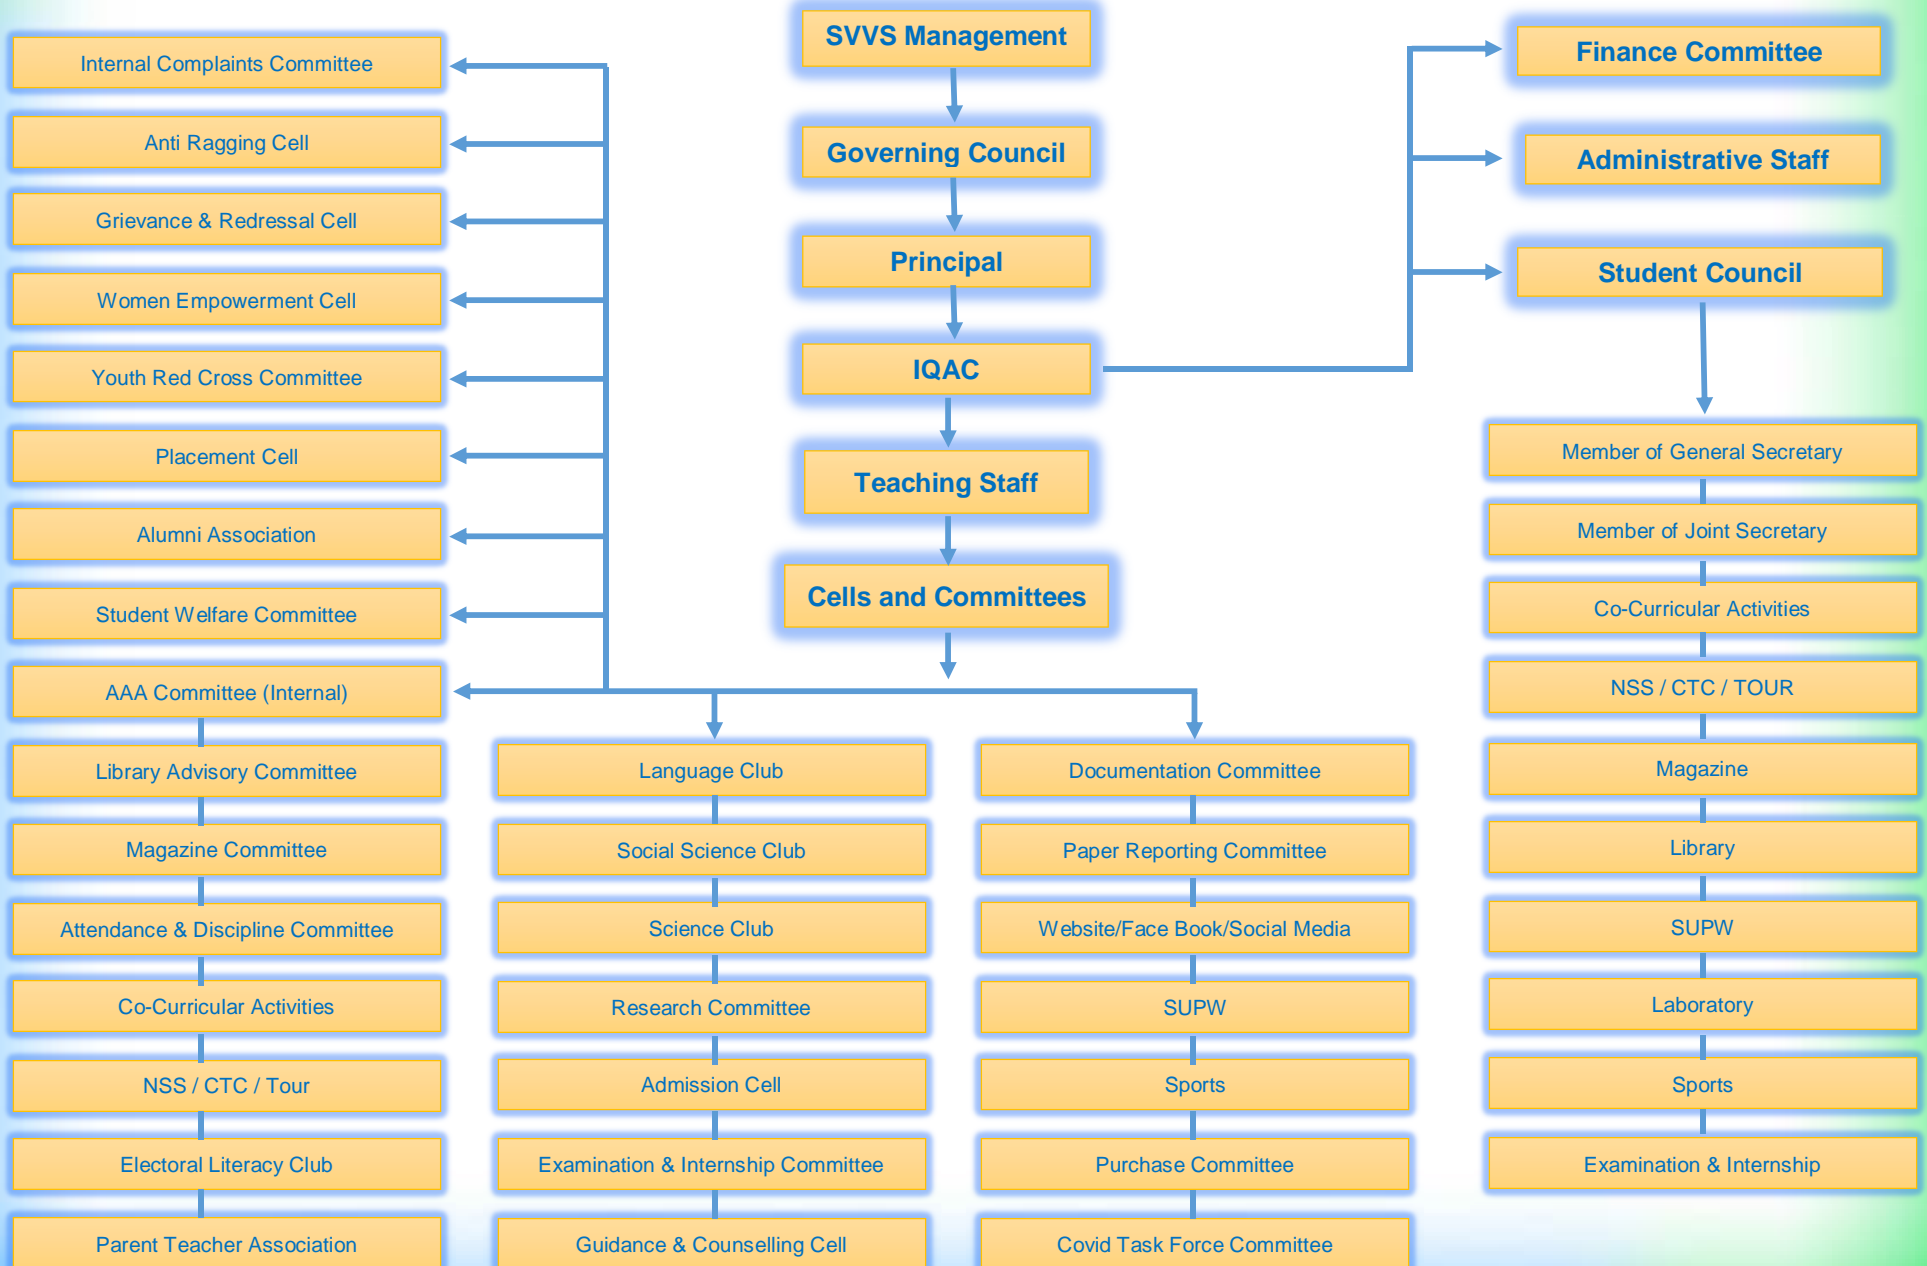 SVVS Management
Governing Council
Principal
IQAC
Teaching Staff
Cells and Committees
Finance Committee
Administrative Staff
Student Council
Internal Complaints Committee
Anti Ragging Cell
Grievance & Redressal Cell
Women Empowerment Cell
Youth Red Cross Committee
Placement Cell
Alumni Association
Student Welfare Committee
AAA Committee (Internal)
Library Advisory Committee
Magazine Committee
Attendance & Discipline Committee
Co-Curricular Activities
NSS / CTC / Tour
Electoral Literacy Club
Parent Teacher Association
Language Club
Social Science Club
Science Club
Research Committee
Admission Cell
Examination & Internship Committee
Guidance & Counselling Cell
Documentation Committee
Paper Reporting Committee
Website/Face Book/Social Media
SUPW
Sports
Purchase Committee
Covid Task Force Committee
Member of General Secretary
Member of Joint Secretary
Co-Curricular Activities
NSS / CTC / TOUR
Magazine
Library
SUPW
Laboratory
Sports
Examination & Internship